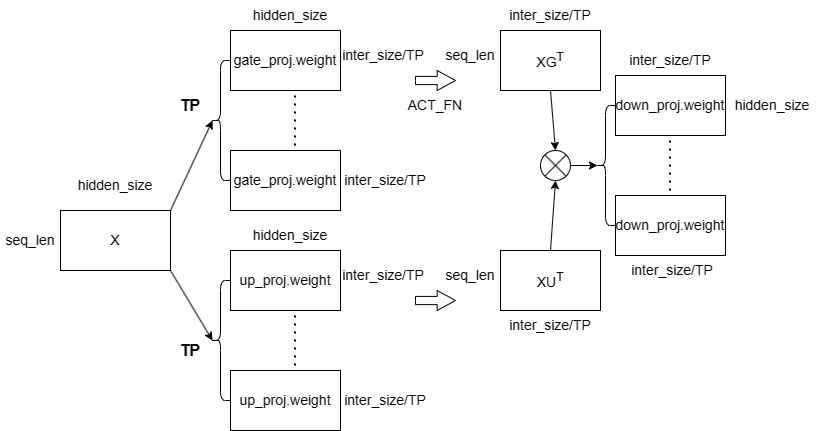 hidden_size
inter_size/TP
gate_proj.weight
inter_size/TP
seq_len
XG^T
inter_size/TP
TP
ACT_FN
down_proj.weight
hidden_size
gate_proj.weight
inter_size/TP
hidden_size
seq_len
X
down_proj.weight
hidden_size
inter_size/TP
up_proj.weight
inter_size/TP
seq_len
XU^T
inter_size/TP
TP
up_proj.weight
inter_size/TP